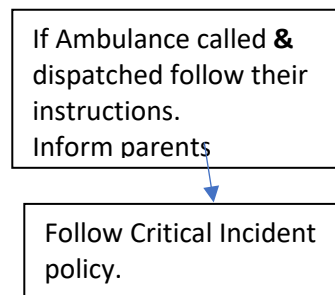 If Ambulance called &
dispatched follow their
instructions.
Inform parents
Follow Critical Incident
policy.